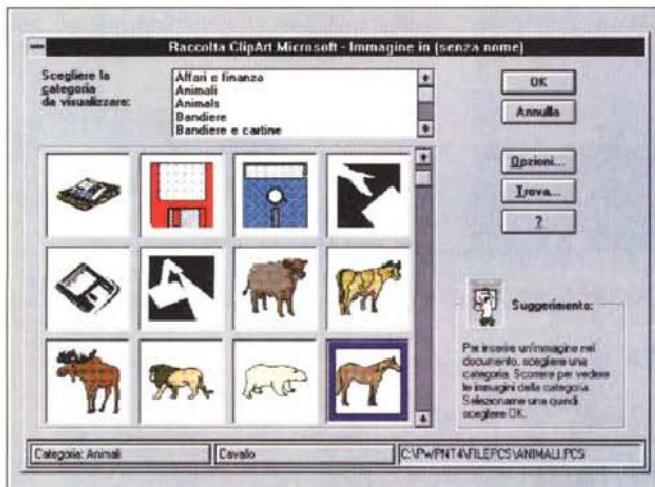 Raccolta ClipArt Microsoft - Immagine in (senza nome)
Scegliere la
categoria
da visualizzare:
Affari e finanza
Animali
Animals
Bandiere
Bandiere e cartine
OK
Annulla
Opzioni...
Trova...
?
Suggerimento:
Per inserire un'immagine nel
documento, scegliere una
categoria. Scorrere per vedere
le immagini della categoria.
Selezionarne una quindi
scegliere OK.
Categoria: Animali
Cavallo
C:\PWPNT4\FILEPCS\ANIMALI.PCS